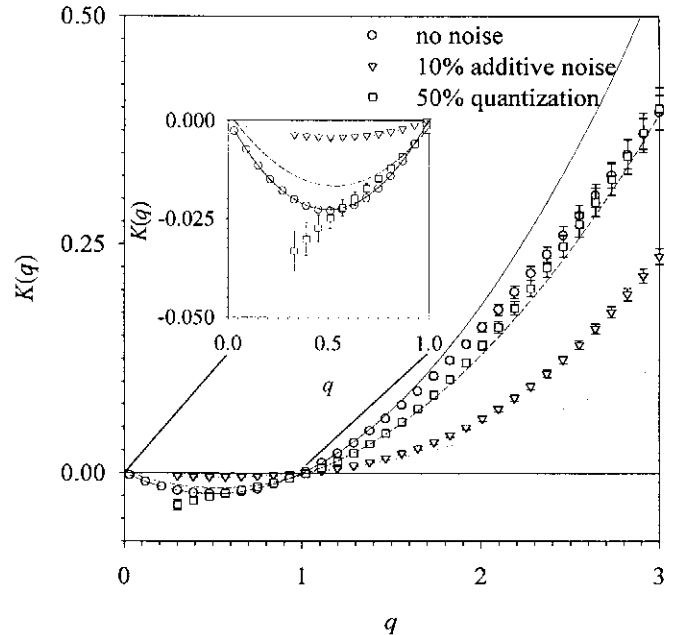 0.50
no noise
10% additive noise
50% quantization
0.000
-0.025
-0.050
K(q)
0.0
0.5
1.0
q
K(q)
0.25
0.00
0
1
2
3
q